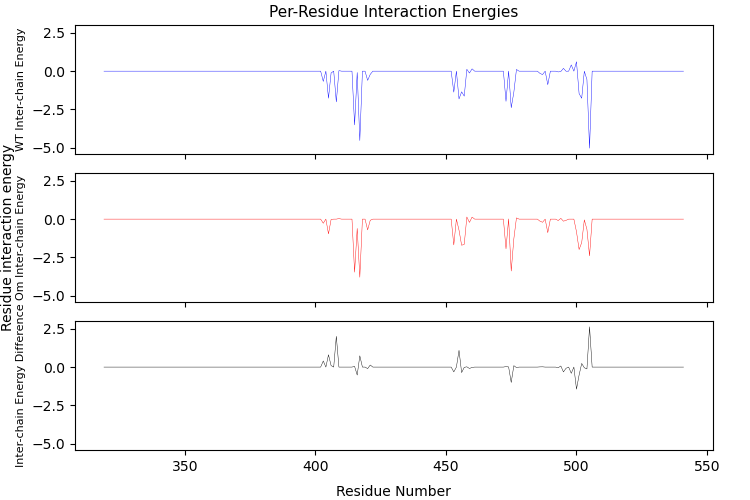 Per-Residue Interaction Energies
Residue interaction energy
WT Inter-chain Energy
2.5
0.0
−2.5
−5.0
Om Inter-chain Energy
2.5
0.0
−2.5
−5.0
Inter-chain Energy Difference
2.5
0.0
−2.5
−5.0
350
400
450
500
550
Residue Number